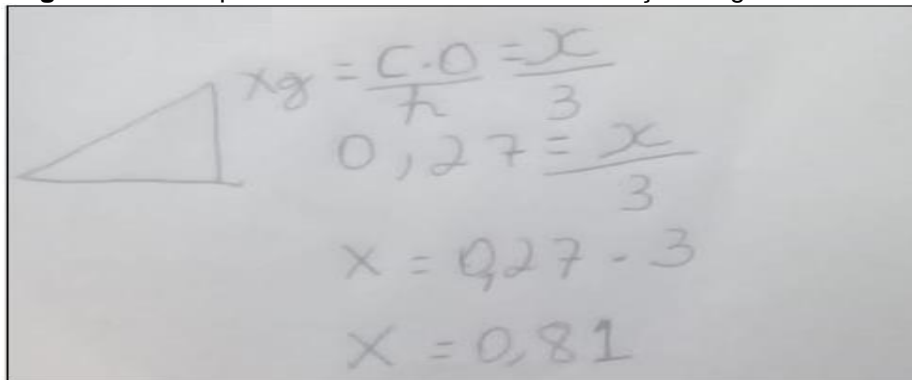 xg = C.O/h = x/3
0,27 = x/3
x = 0,27 - 3
x = 0,81